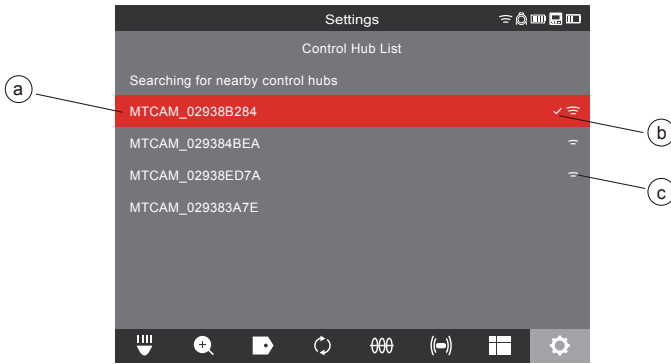 Settings
Control Hub List
Searching for nearby control hubs
a
MTCAM_02938B284
b
MTCAM_029384BEA
MTCAM_02938ED7A
c
MTCAM_029383A7E